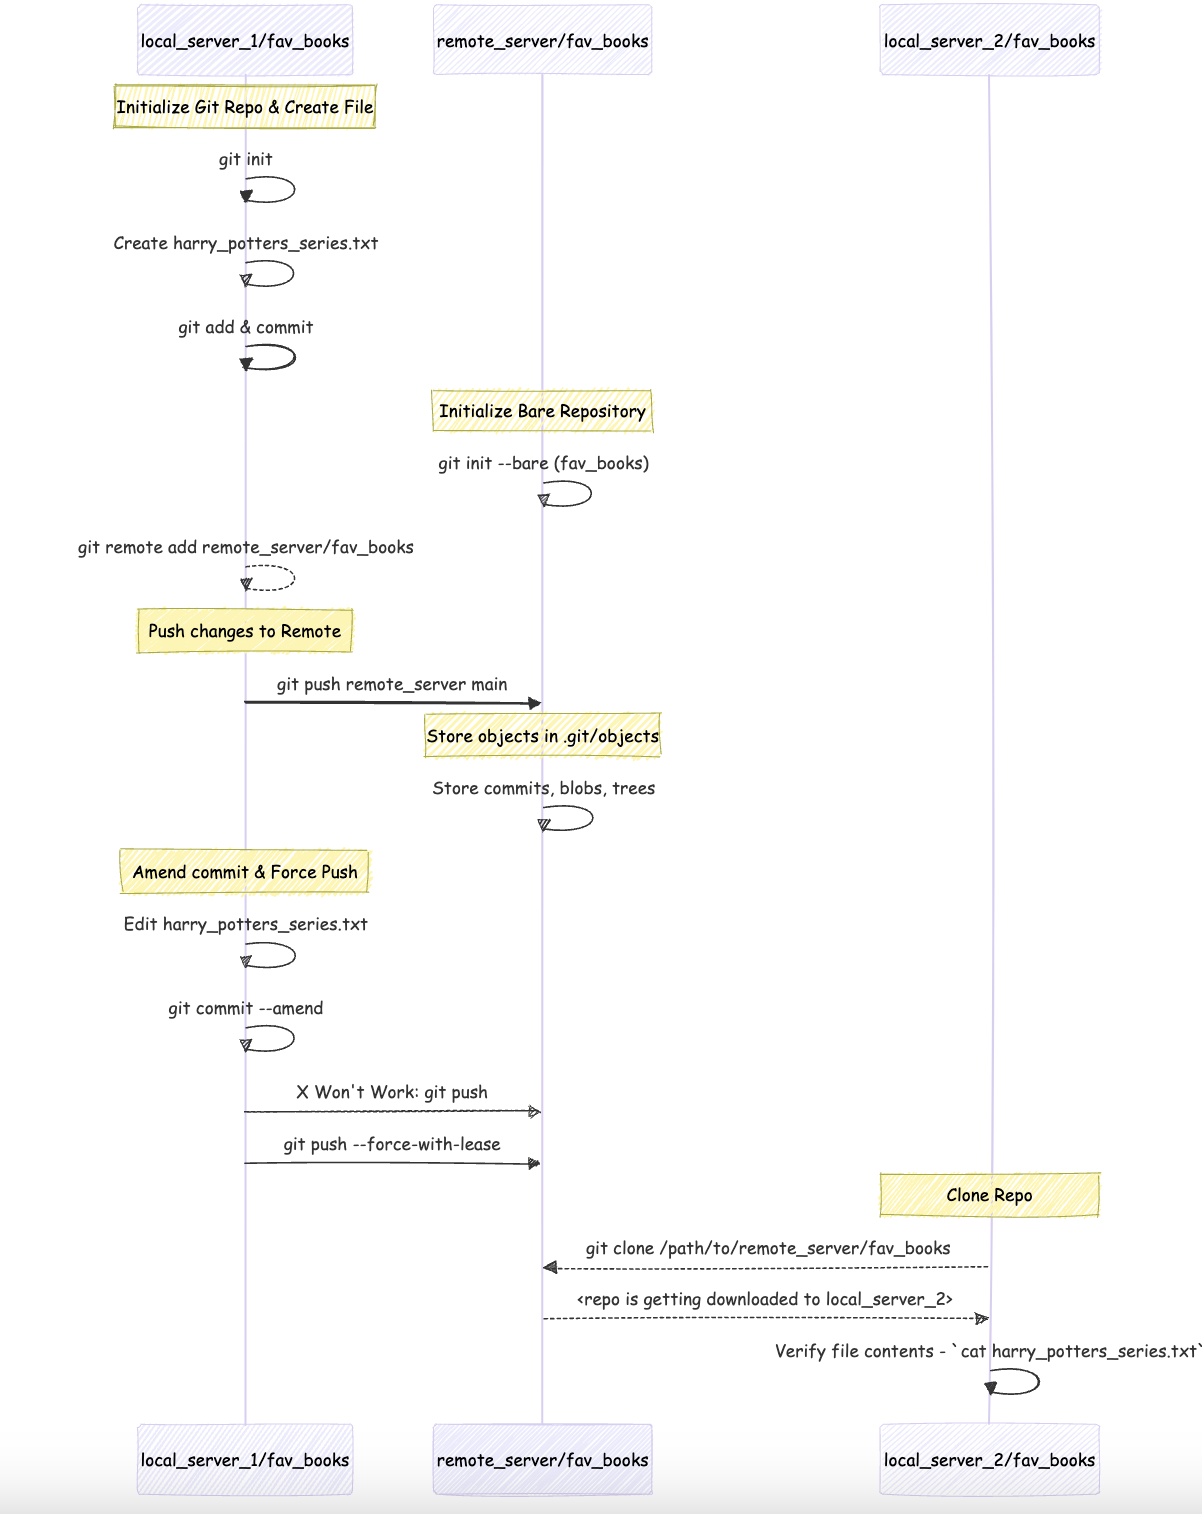 local_server_1/fav_books
remote_server/fav_books
local_server_2/fav_books
Initialize Git Repo & Create File
git init
Create harry_potters_series.txt
git add & commit
Initialize Bare Repository
git init --bare (fav_books)
git remote add remote_server/fav_books
Push changes to Remote
git push remote_server main
Store objects in .git/objects
Store commits, blobs, trees
Amend commit & Force Push
Edit harry_potters_series.txt
git commit --amend
X Won't Work: git push
git push --force-with-lease
Clone Repo
git clone /path/to/remote_server/fav_books
<repo is getting downloaded to local_server_2>
Verify file contents - `cat harry_potters_series.txt`
local_server_1/fav_books
remote_server/fav_books
local_server_2/fav_books